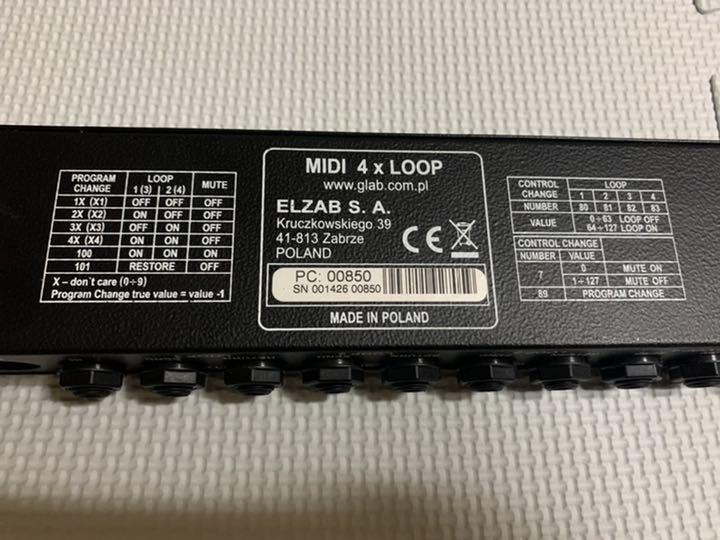 PROGRAM CHANGE LOOP MUTE
1 (3) 2 (4)
1X (X1) OFF OFF OFF
2X (X2) ON OFF OFF
3X (X3) OFF ON OFF
4X (X4) ON ON OFF
100 ON ON ON
101 RESTORE OFF
X – don`t care (0÷9)
Program Change true value = value -1
MIDI 4 x LOOP
www.glab.com.pl
ELZAB S. A.
Kruczkowskiego 39
41-813 Zabrze
POLAND
CE
PC: 00850
SN 001426 00850
MADE IN POLAND
CONTROL CHANGE LOOP
1 2 3 4
NUMBER 80 81 82 83
VALUE 0÷63 LOOP OFF
64÷127 LOOP ON
CONTROL CHANGE
NUMBER VALUE
7 0 MUTE ON
1÷127 MUTE OFF
89 PROGRAM CHANGE